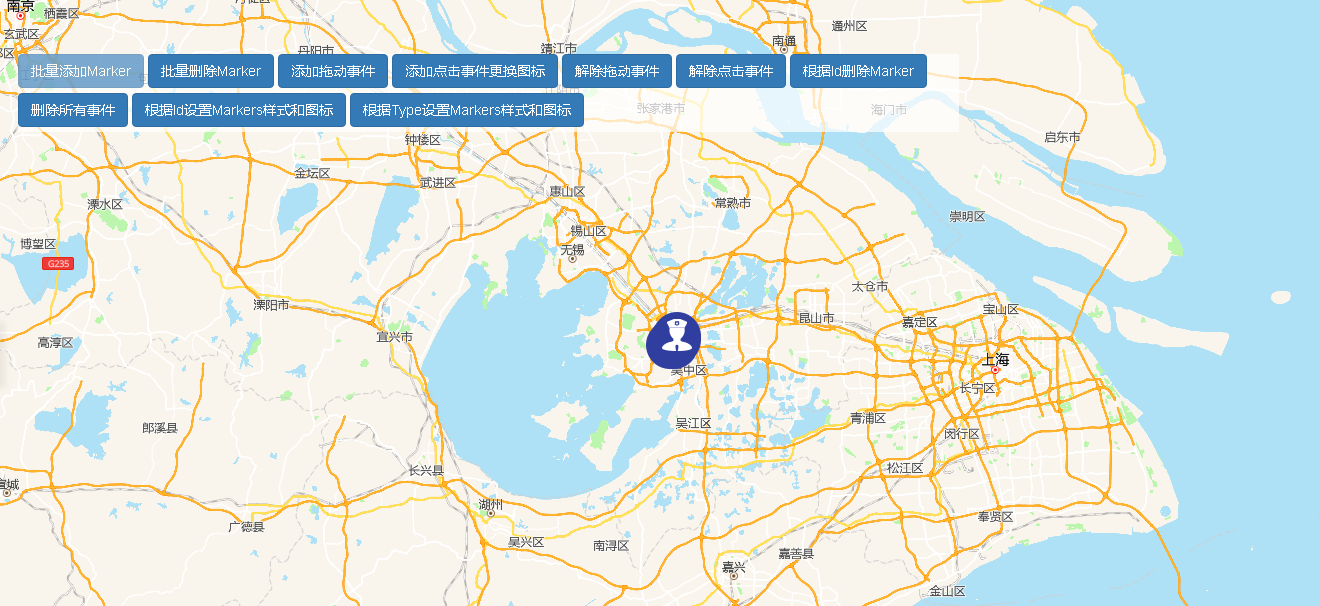 南京
栖霞区
通州区
玄武区
南通
丹阳市
靖江市
批量添加Marker
批量删除Marker
添加拖动事件
添加点击事件更换图标
解除拖动事件
解除点击事件
根据Id删除Marker
删除所有事件
根据Id设置Markers样式和图标
根据Type设置Markers样式和图标
张家港市
海门市
启东市
钟楼区
金坛区
武进区
惠山区
溧水区
常熟市
崇明区
锡山区
博望区
无锡
G235
太仓市
溧阳市
宝山区
昆山市
嘉定区
宜兴市
高淳区
上海
吴中区
长宁区
青浦区
吴江区
郎溪县
闵行区
松江区
长兴县
宣城
湖州
奉贤区
广德县
吴兴区
南浔区
嘉善县
嘉兴
金山区